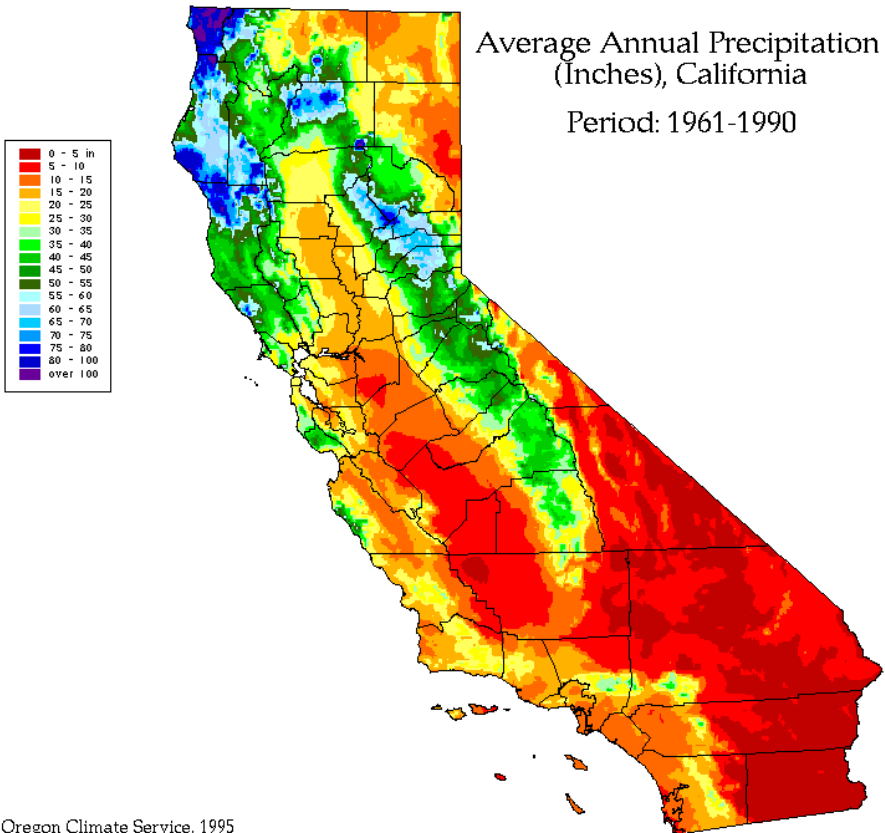 Average Annual Precipitation
(Inches), California
Period: 1961-1990
0 - 5 in
5 - 10
10 - 15
15 - 20
20 - 25
25 - 30
30 - 35
35 - 40
40 - 45
45 - 50
50 - 55
55 - 60
60 - 65
65 - 70
70 - 75
75 - 80
80 - 100
over 100
Oregon Climate Service, 1995